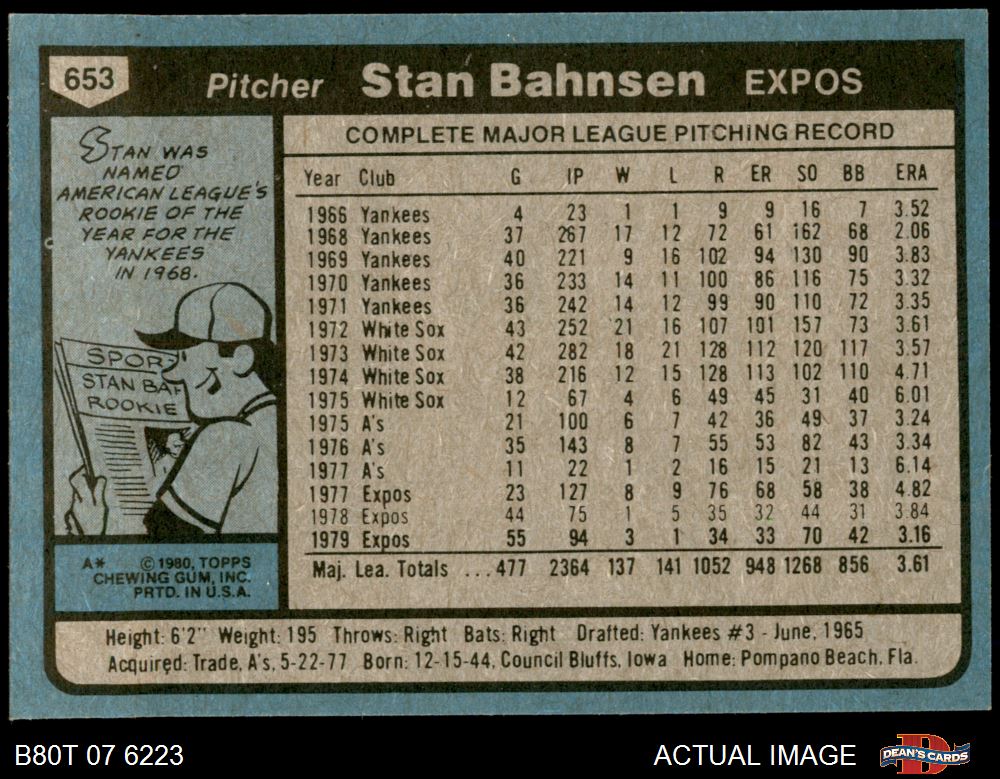 653
Pitcher Stan Bahnsen EXPOS
STAN WAS
NAMED
AMERICAN LEAGUE'S
ROOKIE OF THE
YEAR FOR THE
YANKEES
IN 1968.
SPOR
STAN BA
ROOKIE
A* © 1980, TOPPS
CHEWING GUM, INC.
PRTD. IN U.S.A.
COMPLETE MAJOR LEAGUE PITCHING RECORD
Year Club G IP W L R ER SO BB ERA
1966 Yankees 4 23 1 1 9 9 16 7 3.52
1968 Yankees 37 267 17 12 72 61 162 68 2.06
1969 Yankees 40 221 9 16 102 94 130 90 3.83
1970 Yankees 36 233 14 11 100 86 116 75 3.32
1971 Yankees 36 242 14 12 99 90 110 72 3.35
1972 White Sox 43 252 21 16 107 101 157 73 3.61
1973 White Sox 42 282 18 21 128 112 120 117 3.57
1974 White Sox 38 216 12 15 128 113 102 110 4.71
1975 White Sox 12 67 4 6 49 45 31 40 6.01
1975 A's 21 100 6 7 42 36 49 37 3.24
1976 A's 35 143 8 7 55 53 82 43 3.34
1977 A's 11 22 1 2 16 15 21 13 6.14
1977 Expos 23 127 8 9 76 68 58 38 4.82
1978 Expos 44 75 1 5 35 32 44 31 3.84
1979 Expos 55 94 3 1 34 33 70 42 3.16
Maj. Lea. Totals ...477 2364 137 141 1052 948 1268 856 3.61
Height: 6'2" Weight: 195 Throws: Right Bats: Right Drafted: Yankees #3 - June, 1965
Acquired: Trade, A's, 5-22-77 Born: 12-15-44, Council Bluffs, Iowa Home: Pompano Beach, Fla.
B80T 07 6223 ACTUAL IMAGE DEAN'S CARDS